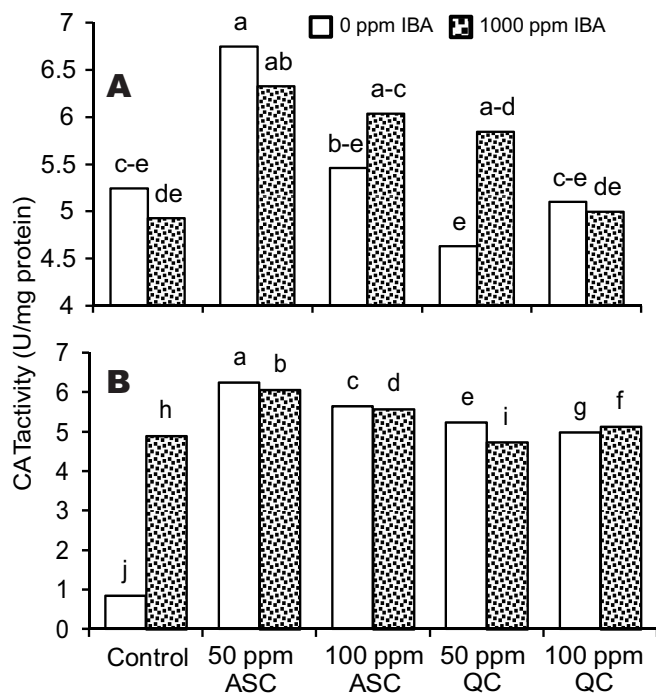 0 ppm IBA 1000 ppm IBA
CATactivity (U/mg protein)
A
7
6.5
6
5.5
5
4.5
4
c-e de a ab b-e a-c e a-d c-e de
B
7
6
5
4
3
2
1
0
j h a b c d e i g f
Control 50 ppm 100 ppm 50 ppm 100 ppm
ASC ASC QC QC